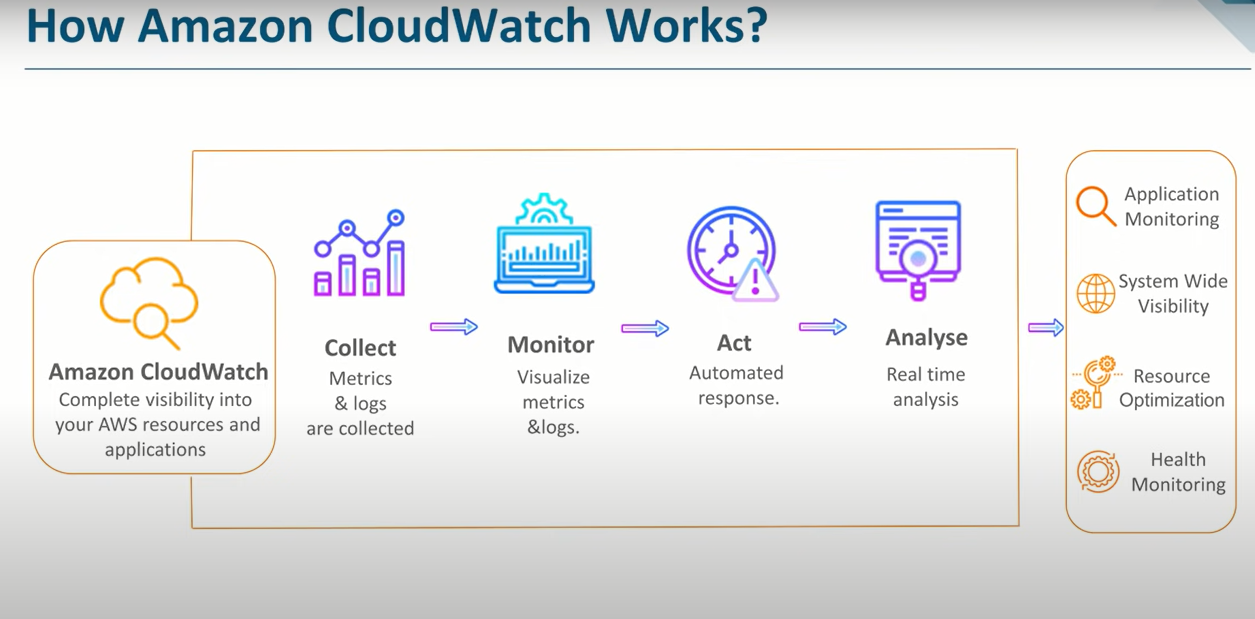 How Amazon CloudWatch Works?
Amazon CloudWatch
Complete visibility into
your AWS resources and
applications
Collect
Metrics
& logs
are collected
Monitor
Visualize
metrics
&logs.
Act
Automated
response.
Analyse
Real time
analysis
Application
Monitoring
System Wide
Visibility
Resource
Optimization
Health
Monitoring